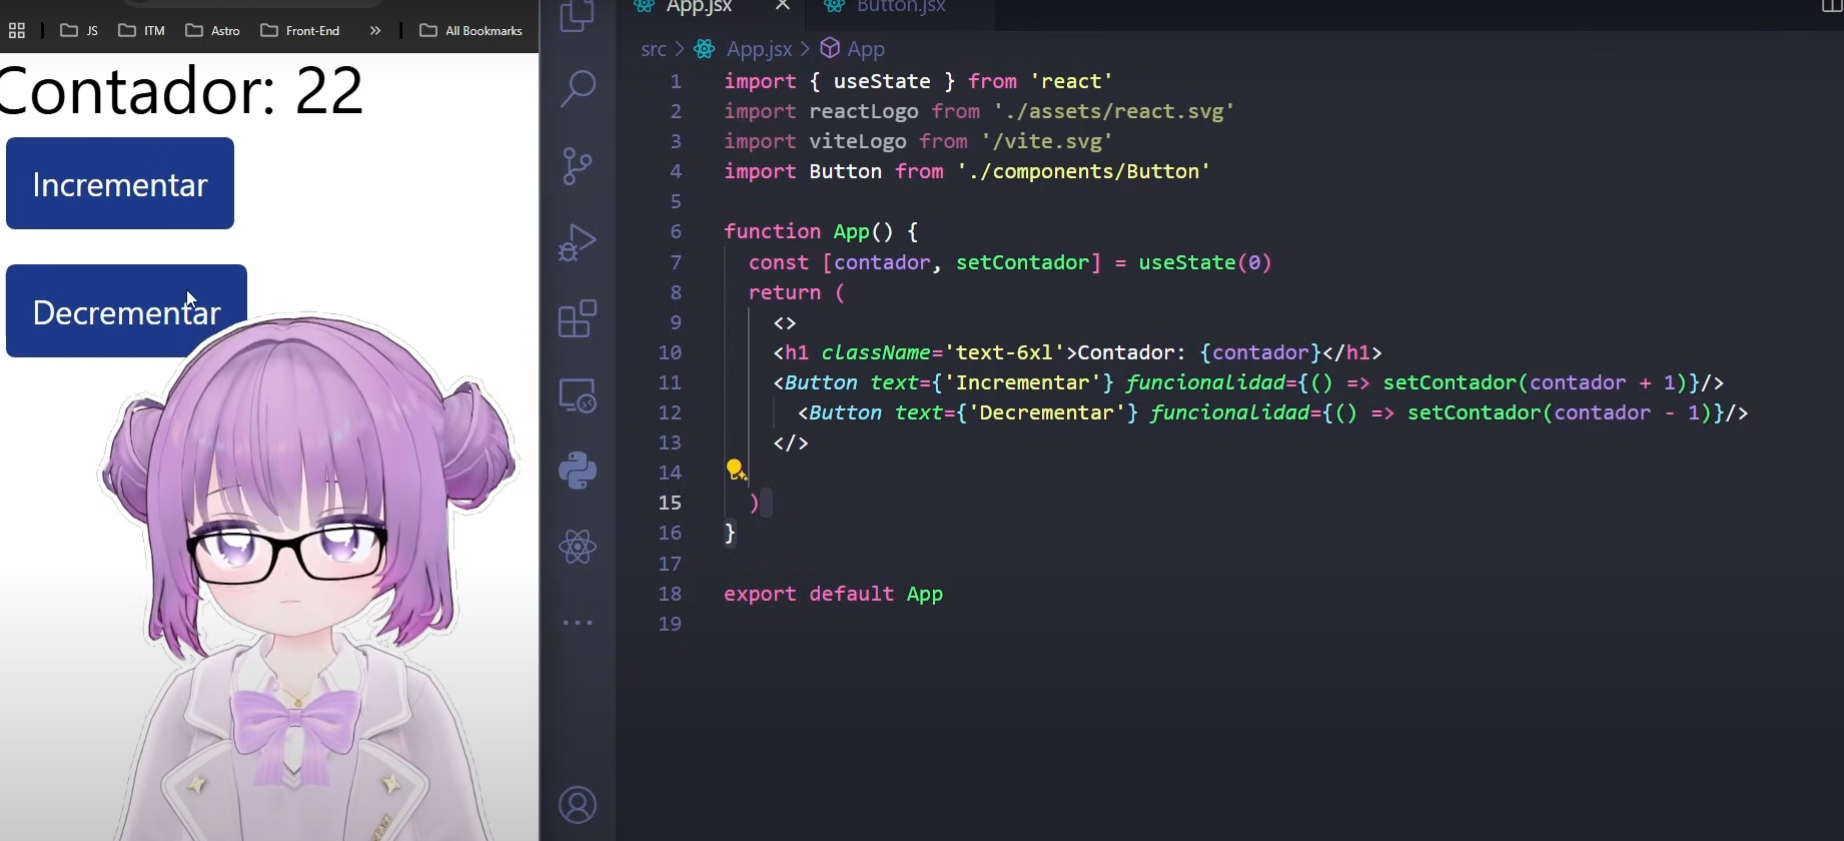 JS ITM Astro Front-End » All Bookmarks
Contador: 22
Incrementar
Decrementar
App.jsx × Button.jsx
src > App.jsx > App
1 import { useState } from 'react'
2 import reactLogo from './assets/react.svg'
3 import viteLogo from '/vite.svg'
4 import Button from './components/Button'
5
6 function App() {
7 const [contador, setContador] = useState(0)
8 return (
9 <>
10 <h1 className='text-6xl'>Contador: {contador}</h1>
11 <Button text={'Incrementar'} funcionalidad={() => setContador(contador + 1)}/>
12 <Button text={'Decrementar'} funcionalidad={() => setContador(contador - 1)}/>
13 </>
14
15 )
16 }
17
18 export default App
19